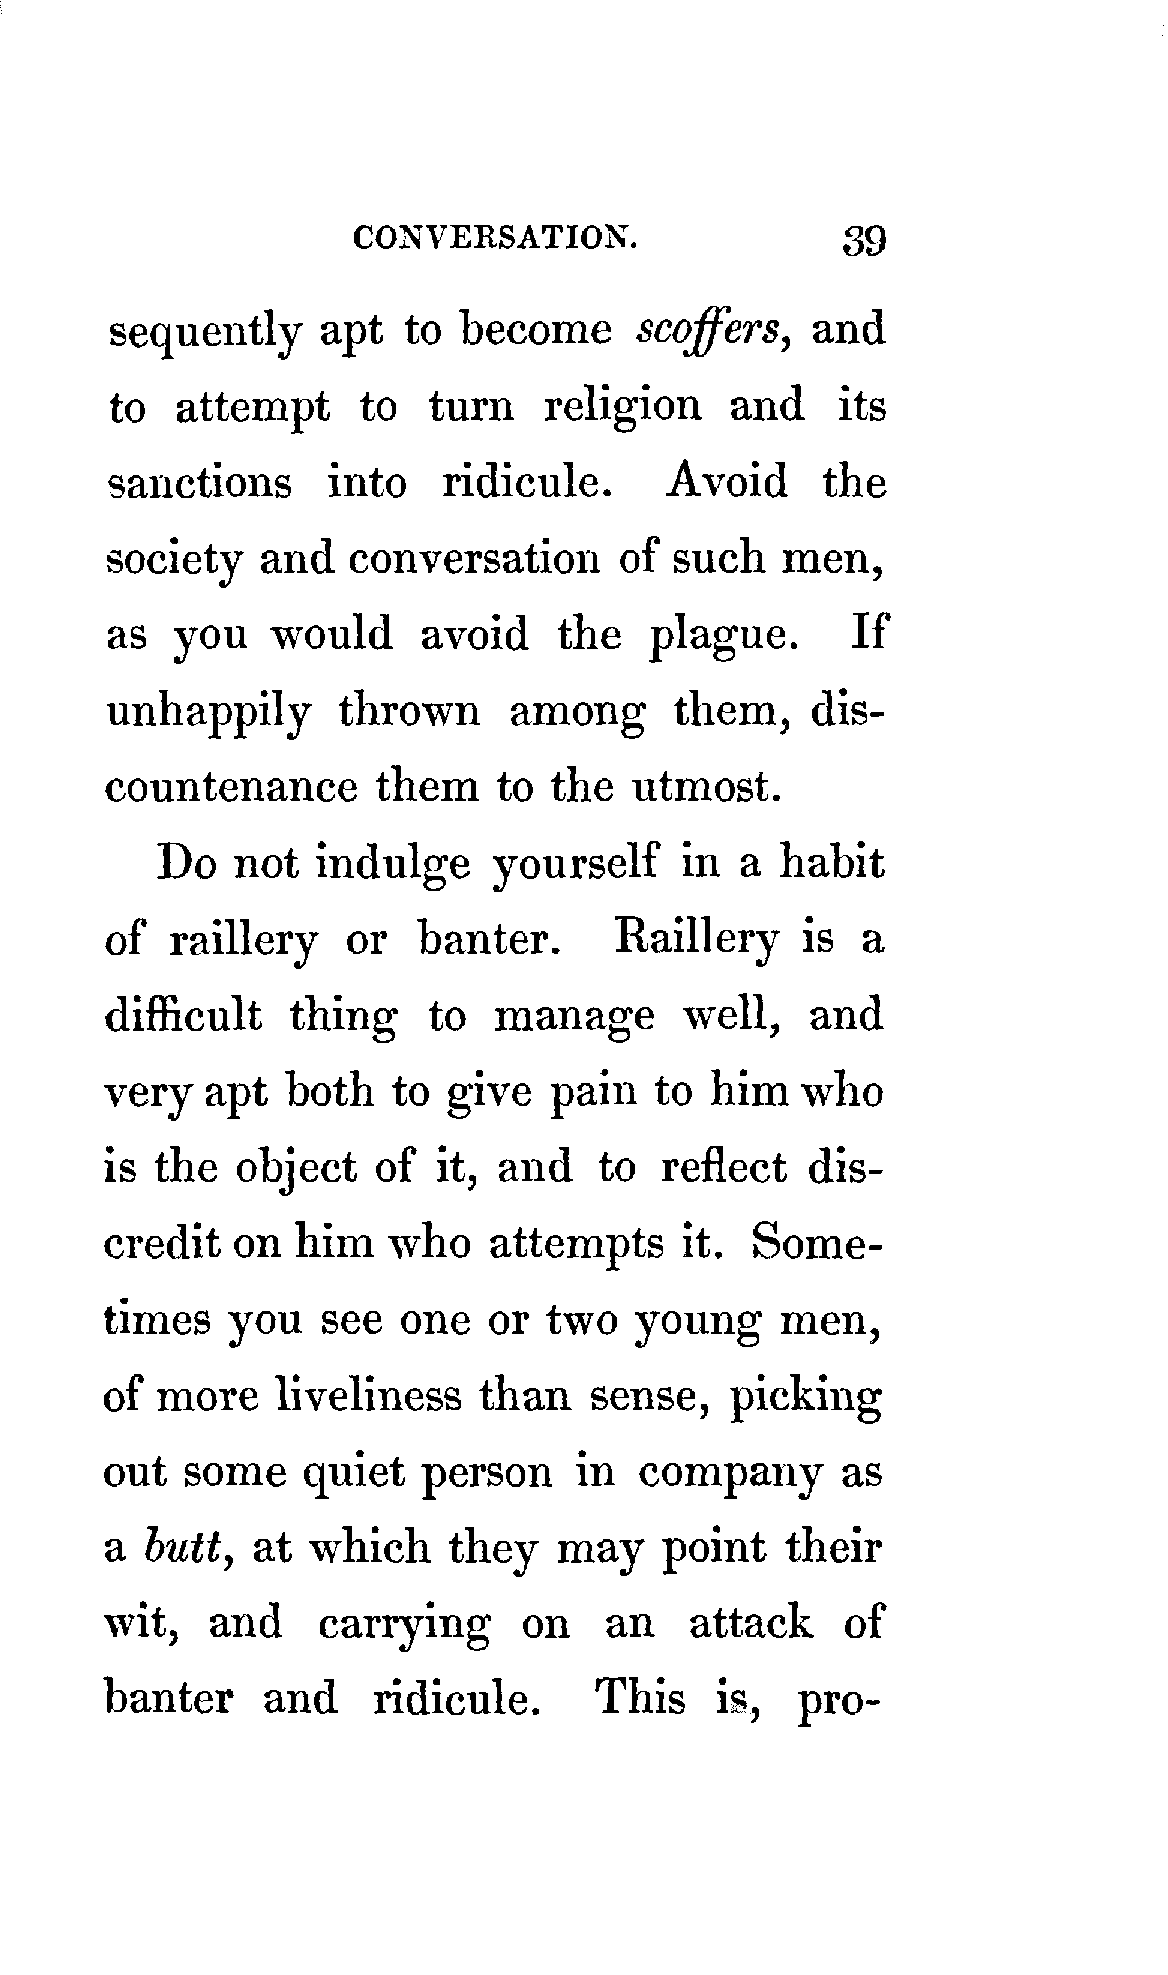 CONVERSATION. 39
sequently apt to become scoffers, and
to attempt to turn religion and its
sanctions into ridicule. Avoid the
society and conversation of such men,
as you would avoid the plague. If
unhappily thrown among them, dis-
countenance them to the utmost.
Do not indulge yourself in a habit
of raillery or banter. Raillery is a
difficult thing to manage well, and
very apt both to give pain to him who
is the object of it, and to reflect dis-
credit on him who attempts it. Some-
times you see one or two young men,
of more liveliness than sense, picking
out some quiet person in company as
a butt, at which they may point their
wit, and carrying on an attack of
banter and ridicule. This is, pro-